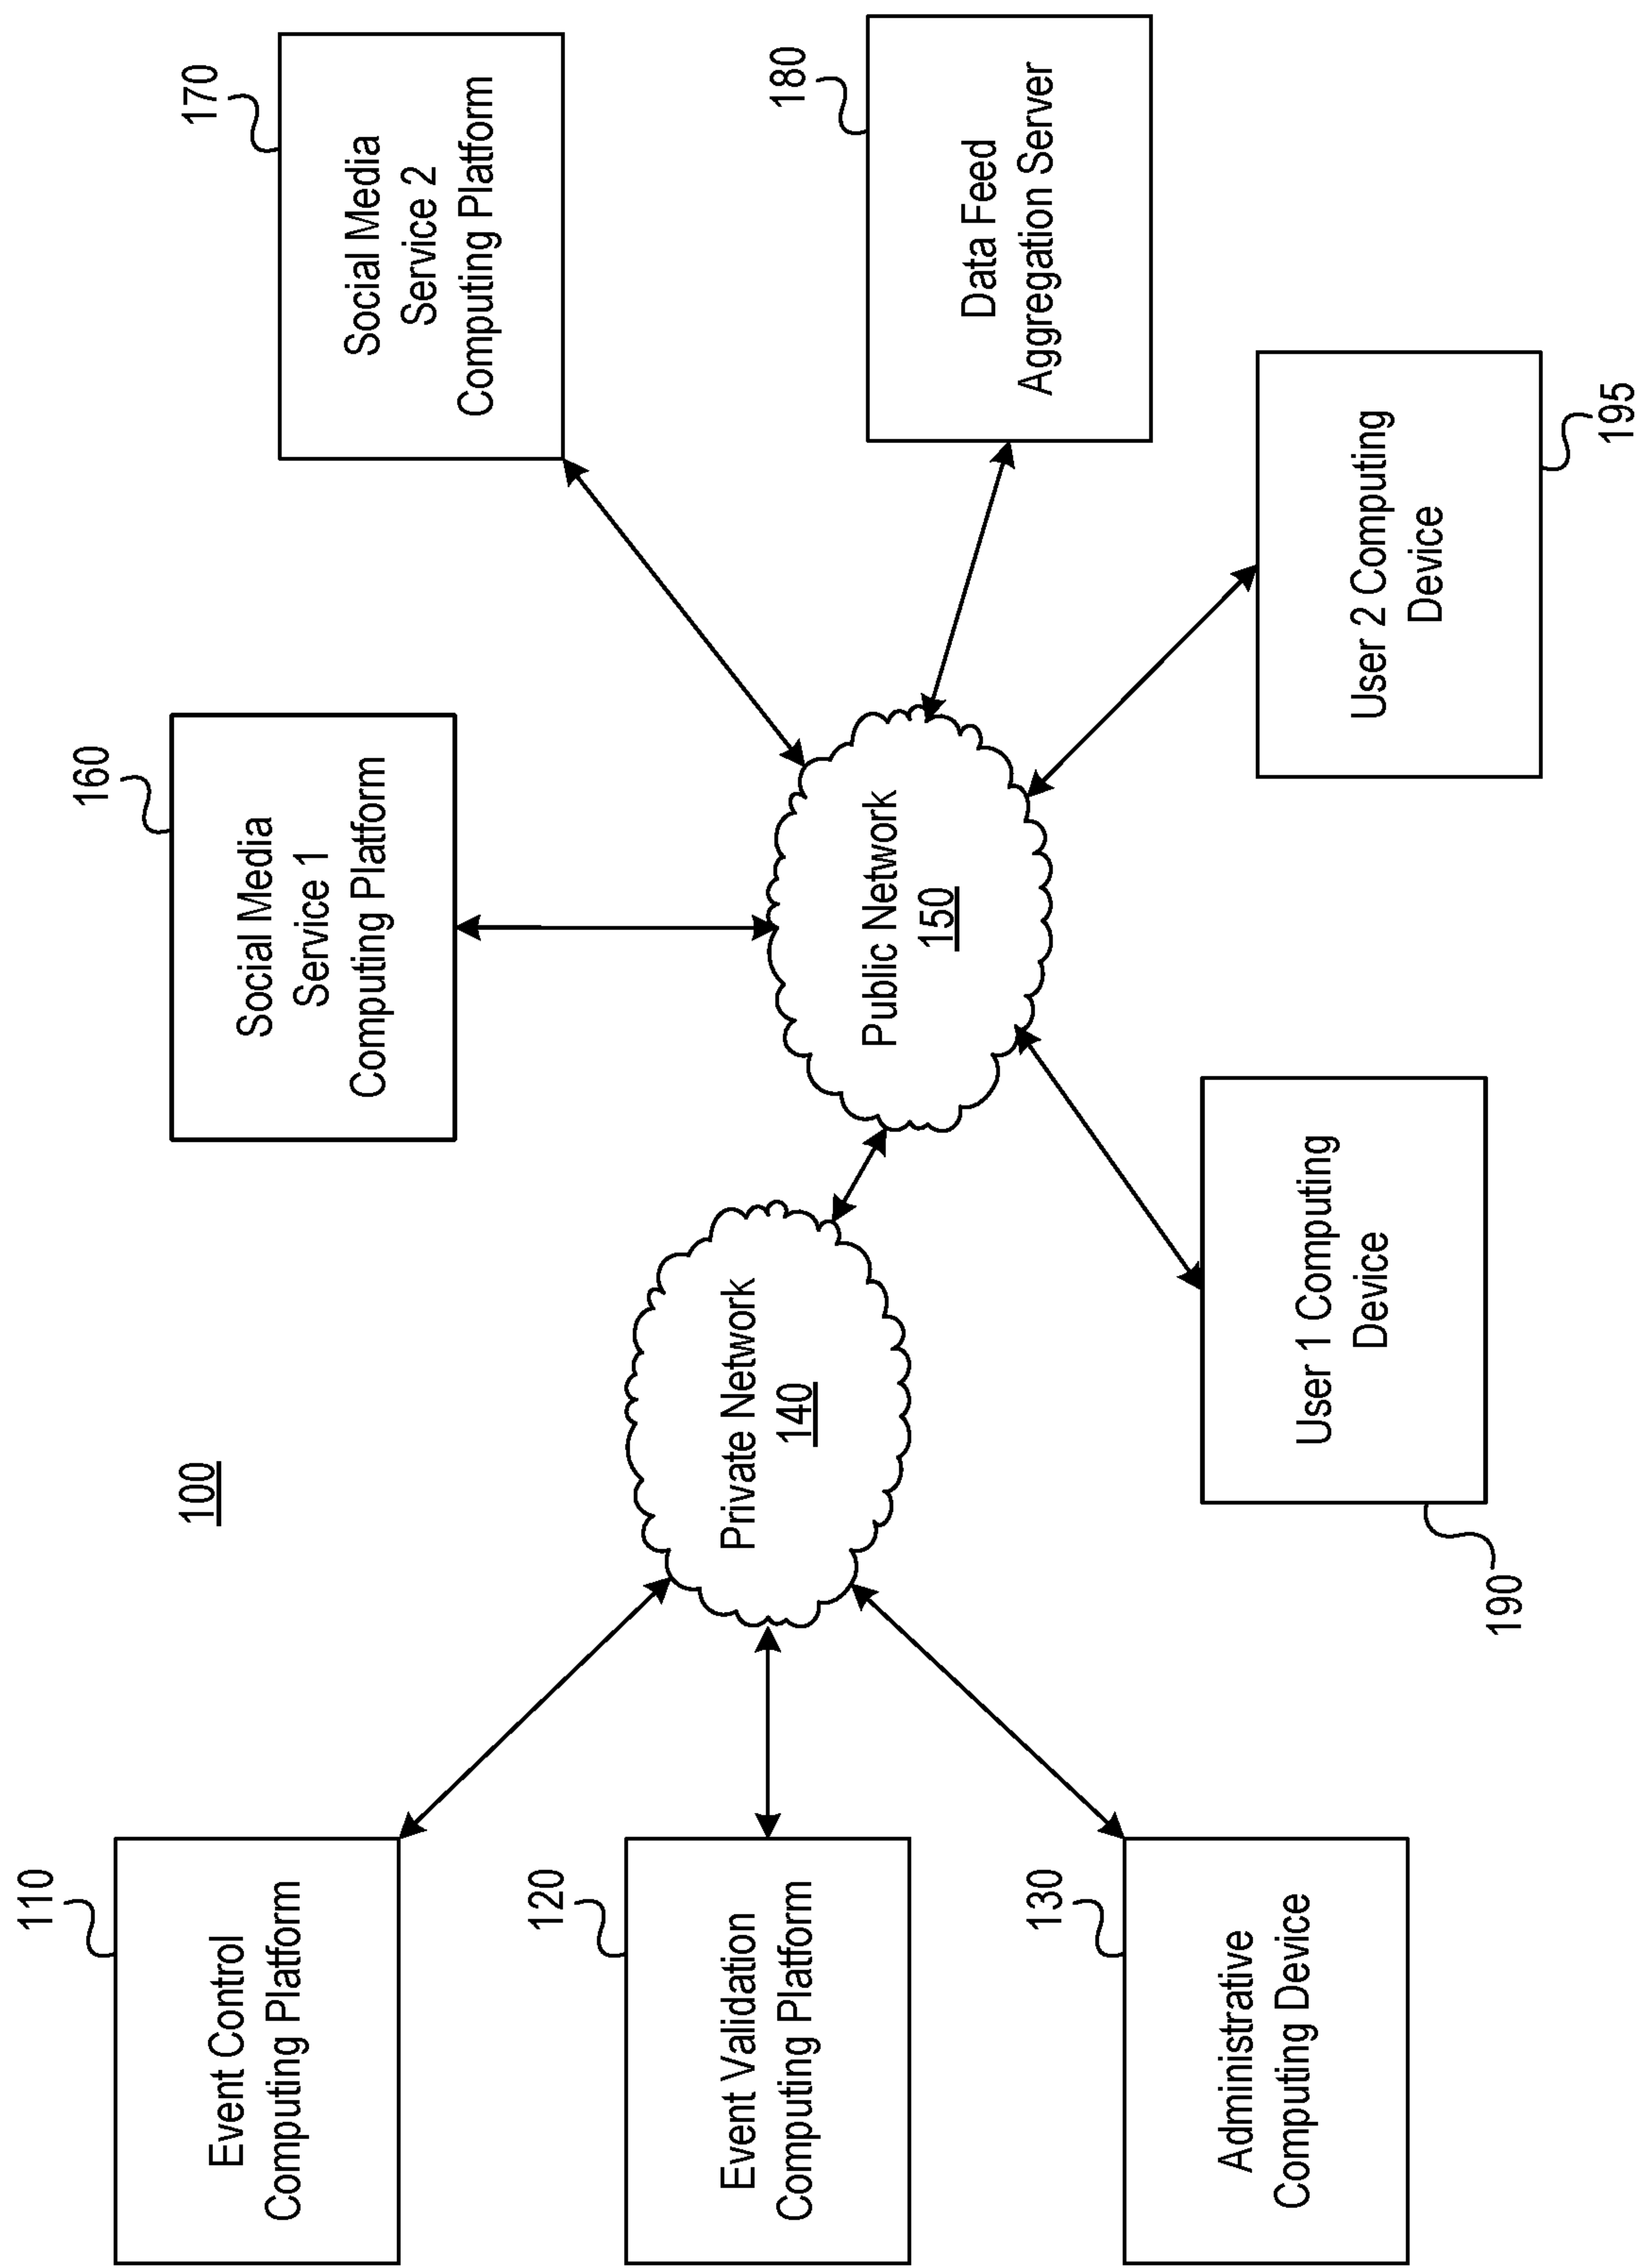 100
110
Event Control
Computing Platform
120
Event Validation
Computing Platform
130
Administrative
Computing Device
Private Network
140
Public Network
150
160
Social Media
Service 1
Computing Platform
170
Social Media
Service 2
Computing Platform
180
Data Feed
Aggregation Server
User 1 Computing
Device
190
User 2 Computing
Device
195